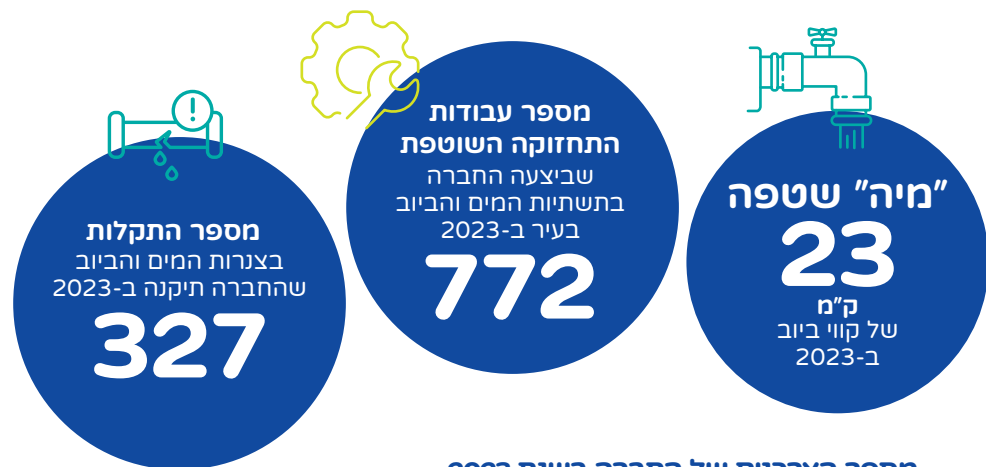 "מיה" שטפה
23
ק"מ
של קווי ביוב
ב-2023
מספר עבודות
התחזוקה השוטפת
שביצעה החברה
בתשתיות המים והביוב
בעיר ב-2023
772
מספר התקלות
בצנרות המים והביוב
שהחברה תיקנה ב-2023
327